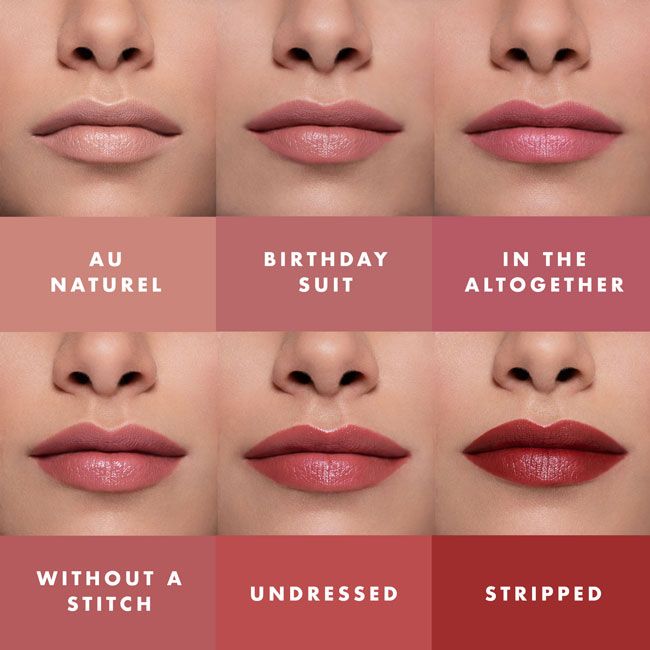 AU
NATUREL
BIRTHDAY
SUIT
IN THE
ALTOGETHER
WITHOUT A
STITCH
UNDRESSED
STRIPPED